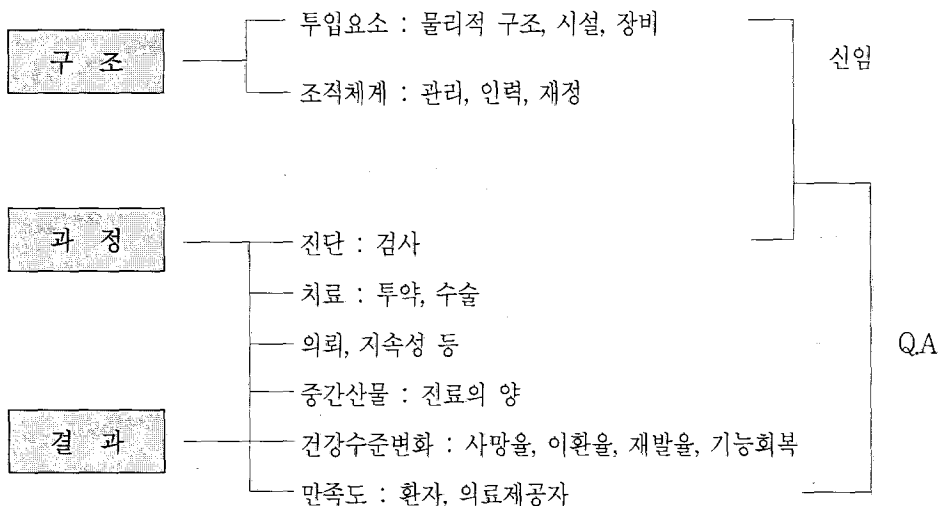 투입요소 : 물리적 구조, 시설, 장비
구 조
신임
조직체계 : 관리, 인력, 재정
과 정
진단 : 검사
치료 : 투약, 수술
의뢰, 지속성 등
Q.A
중간산물 : 진료의 양
결 과
건강수준변화 : 사망율, 이환율, 재발율, 기능회복
만족도 : 환자, 의료제공자